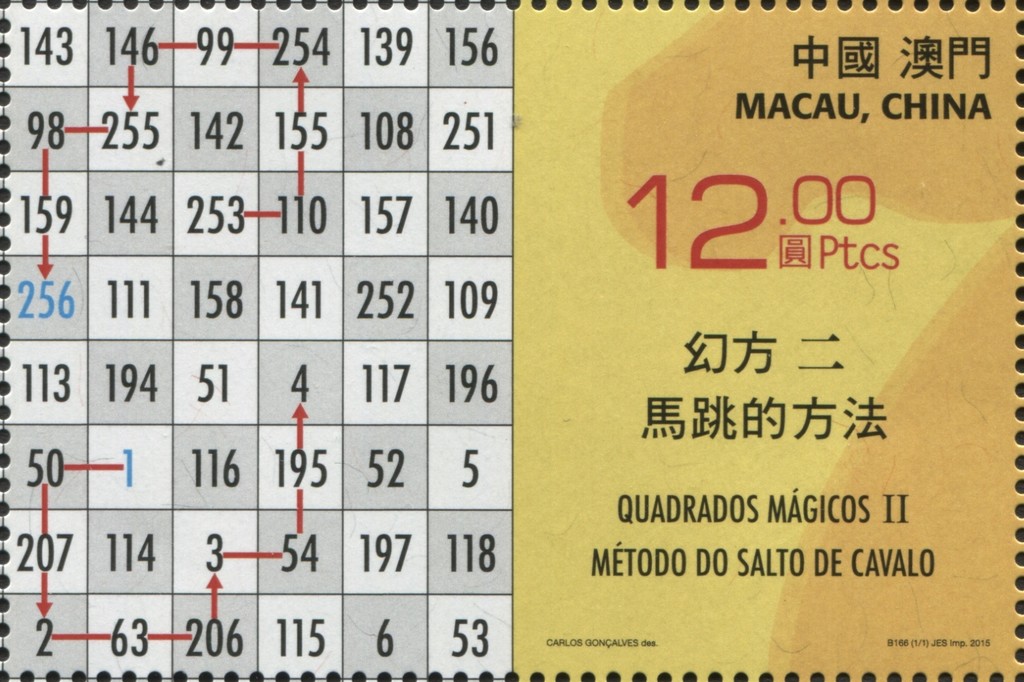 143 146 99 254 139 156
98 255 142 155 108 251
159 144 253 110 157 140
256 111 158 141 252 109
113 194 51 4 117 196
50 1 116 195 52 5
207 114 3 54 197 118
2 63 206 115 6 53
中國 澳門
MACAU, CHINA
12.00
圓 Ptcs
幻方 二
馬跳的方法
QUADRADOS MÁGICOS II
MÉTODO DO SALTO DE CAVALO
CARLOS GONÇALVES des.
B166 (1/1) JES Imp. 2015